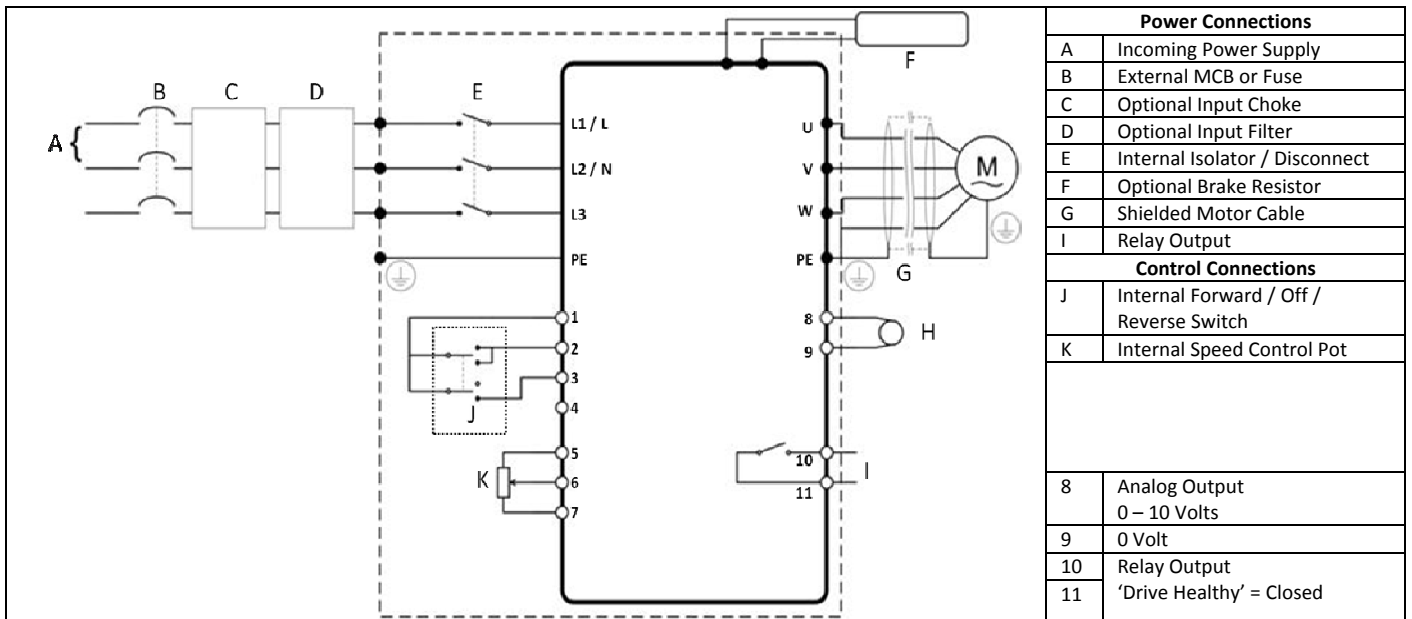 A {
B
C
D
E
F
L1 / L
L2 / N
L3
PE
U
V
W
PE
M
G
1
2
3
4
5
6
7
J
K
8
9
H
10
11
I
Power Connections
A Incoming Power Supply
B External MCB or Fuse
C Optional Input Choke
D Optional Input Filter
E Internal Isolator / Disconnect
F Optional Brake Resistor
G Shielded Motor Cable
I Relay Output
Control Connections
J Internal Forward / Off /
Reverse Switch
K Internal Speed Control Pot
8 Analog Output
0 – 10 Volts
9 0 Volt
10 Relay Output
11 ‘Drive Healthy’ = Closed